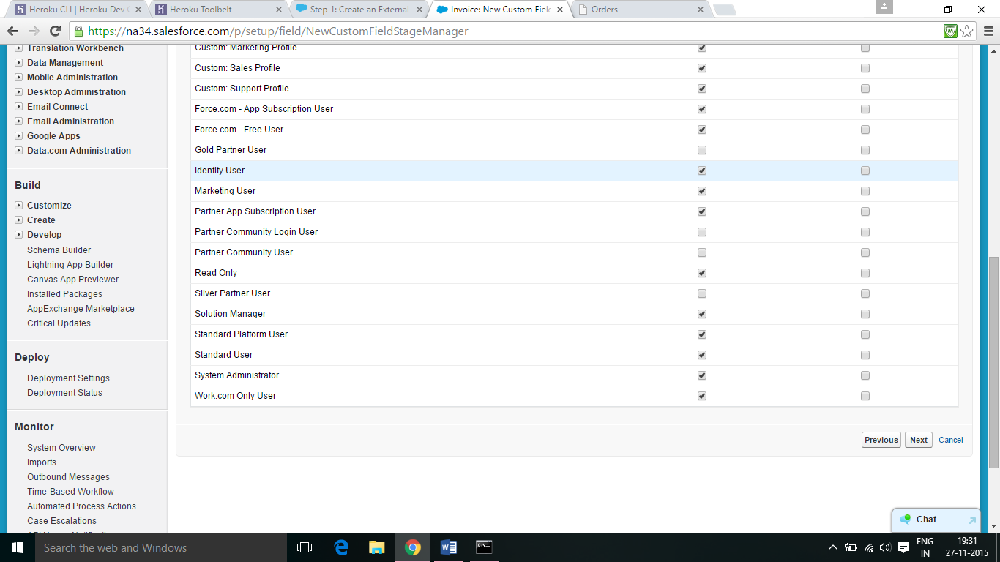 Heroku CLI | Heroku Dev C
Heroku Toolbelt
Step 1: Create an External
Invoice: New Custom Field
Orders
https://na34.salesforce.com/p/setup/field/NewCustomFieldStageManager
Translation Workbench
Data Management
Mobile Administration
Desktop Administration
Email Connect
Email Administration
Google Apps
Data.com Administration
Build
Customize
Create
Develop
Schema Builder
Lightning App Builder
Canvas App Previewer
Installed Packages
AppExchange Marketplace
Critical Updates
Deploy
Deployment Settings
Deployment Status
Monitor
System Overview
Imports
Outbound Messages
Time-Based Workflow
Automated Process Actions
Case Escalations
Custom: Marketing Profile
Custom: Sales Profile
Custom: Support Profile
Force.com - App Subscription User
Force.com - Free User
Gold Partner User
Identity User
Marketing User
Partner App Subscription User
Partner Community Login User
Partner Community User
Read Only
Silver Partner User
Solution Manager
Standard Platform User
Standard User
System Administrator
Work.com Only User
Previous
Next
Cancel
Chat
Search the web and Windows
ENG
IN
19:31
27-11-2015